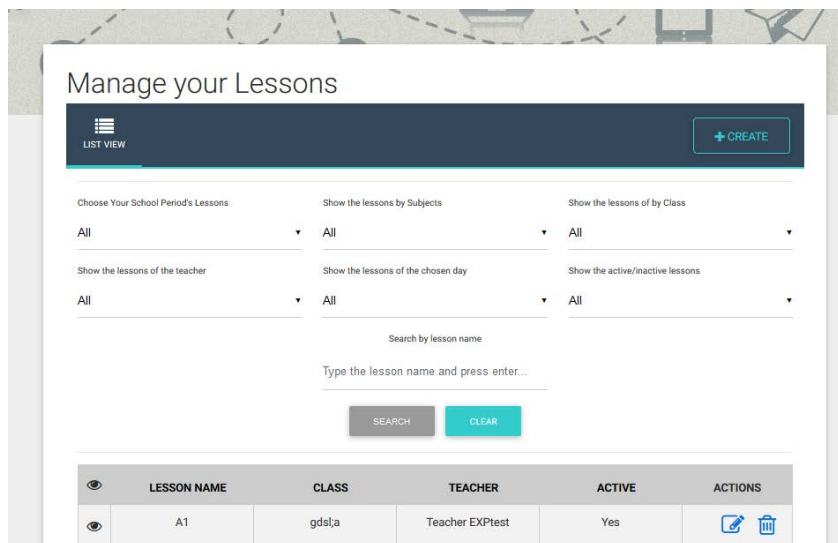 Manage your Lessons
LIST VIEW
+ CREATE
Choose Your School Period's Lessons
Show the lessons by Subjects
Show the lessons of by Class
All
All
All
Show the lessons of the teacher
Show the lessons of the chosen day
Show the active/inactive lessons
All
All
All
Search by lesson name
Type the lesson name and press enter...
SEARCH
CLEAR
LESSON NAME CLASS TEACHER ACTIVE ACTIONS
A1 gdsl;a Teacher EXPtest Yes